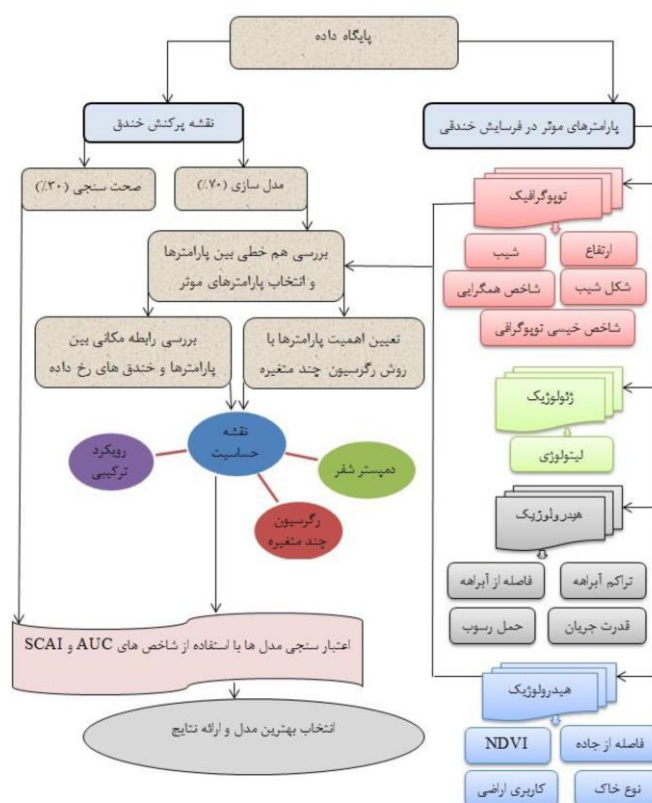 پایگاه داده
پارامترهای موثر در فرسایش خندقی
نقشه پرکنش خندق
مدل سازی (۷۰٪)
صحت سنجی (۳۰٪)
توپوگرافیک
ارتفاع
شیب
شکل شیب
شاخص همگرایی
شاخص خیسی توپوگرافی
بررسی هم خطی بین پارامترها
و انتخاب پارامترهای موثر
تعیین اهمیت پارامترها با
روش رگرسیون چند متغیره
بررسی رابطه مکانی بین
پارامترها و خندق های رخ داده
ژئولوژیک
لیتولوژی
نقشه
حساسیت
رویکرد
ترکیبی
دمپستر شفر
رگرسیون
چند متغیره
هیدرولوژیک
تراکم آبراهه
فاصله از آبراهه
قدرت جریان
حمل رسوب
اعتبار سنجی مدل ها با استفاده از شاخص های AUC و SCAI
انتخاب بهترین مدل و ارائه نتایج
هیدرولوژیک
فاصله از جاده
NDVI
نوع خاک
کاربری اراضی